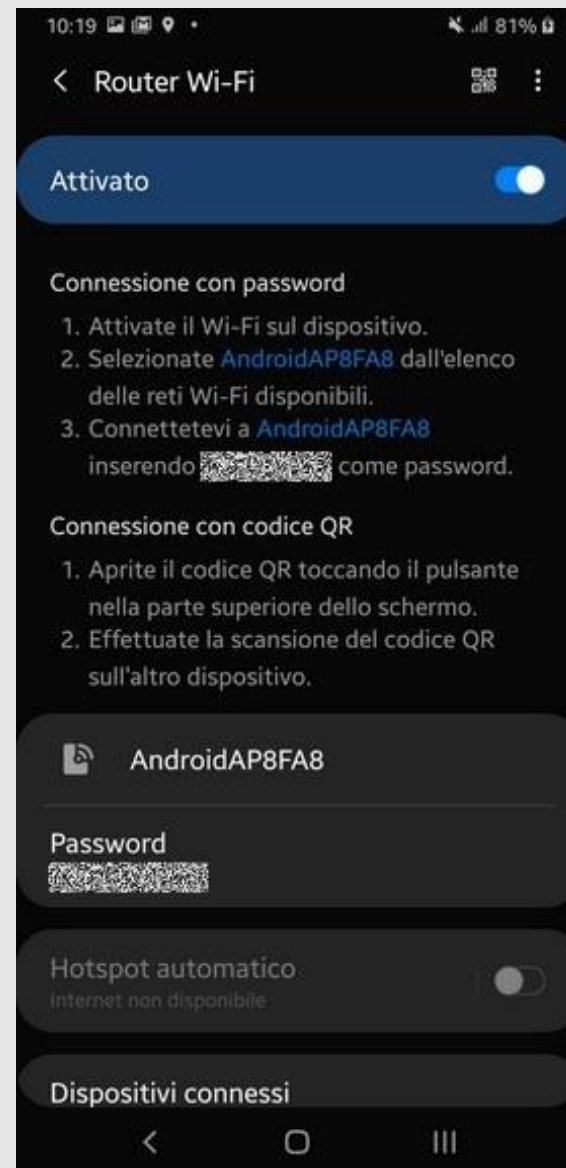 10:19 81%
Router Wi-Fi
Attivato
Connessione con password
1. Attivate il Wi-Fi sul dispositivo.
2. Selezionate AndroidAP8FA8 dall'elenco
delle reti Wi-Fi disponibili.
3. Connettetevi a AndroidAP8FA8
inserendo come password.
Connessione con codice QR
1. Aprite il codice QR toccando il pulsante
nella parte superiore dello schermo.
2. Effettuate la scansione del codice QR
sull'altro dispositivo.
AndroidAP8FA8
Password
Hotspot automatico
Internet non disponibile
Dispositivi connessi